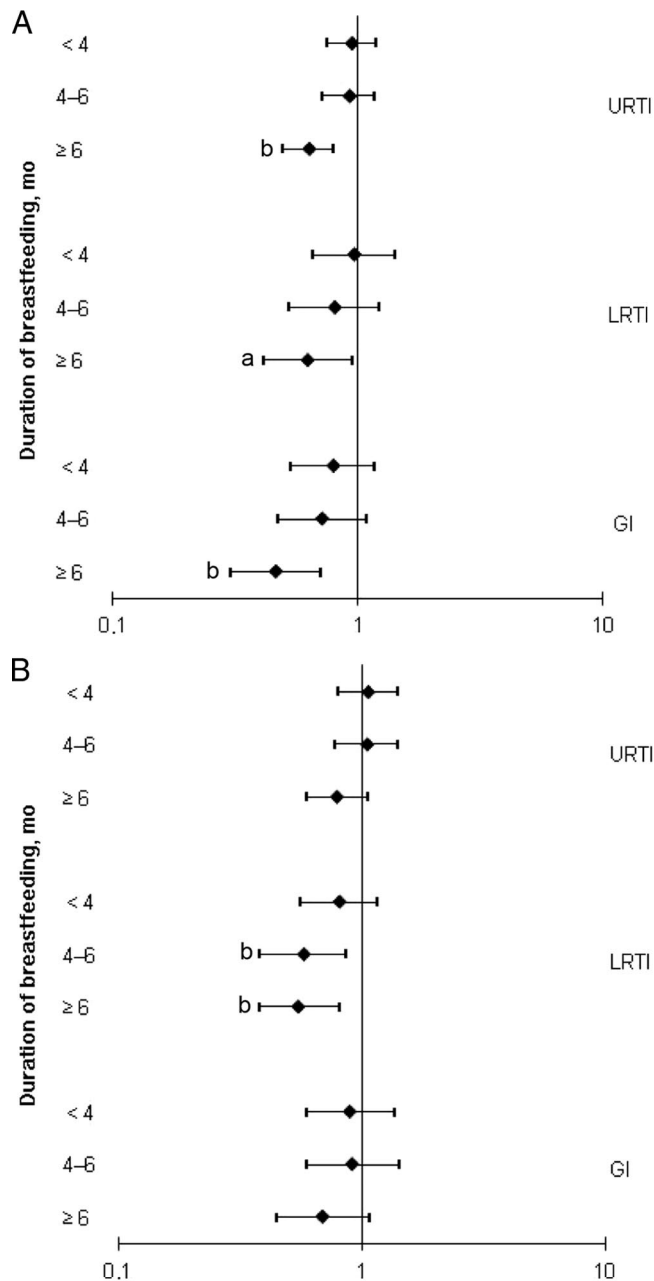 A
Duration of breastfeeding, mo
< 4
4–6
URTI
b
≥ 6
< 4
4–6
LRTI
a
≥ 6
< 4
4–6
GI
b
≥ 6
0.1 1 10
B
Duration of breastfeeding, mo
< 4
4–6
URTI
≥ 6
< 4
4–6
b
LRTI
≥ 6
b
< 4
4–6
GI
≥ 6
0.1 1 10